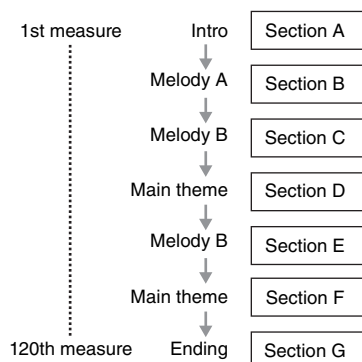 1st measure Intro Section A
Melody A Section B
Melody B Section C
Main theme Section D
Melody B Section E
Main theme Section F
120th measure Ending Section G